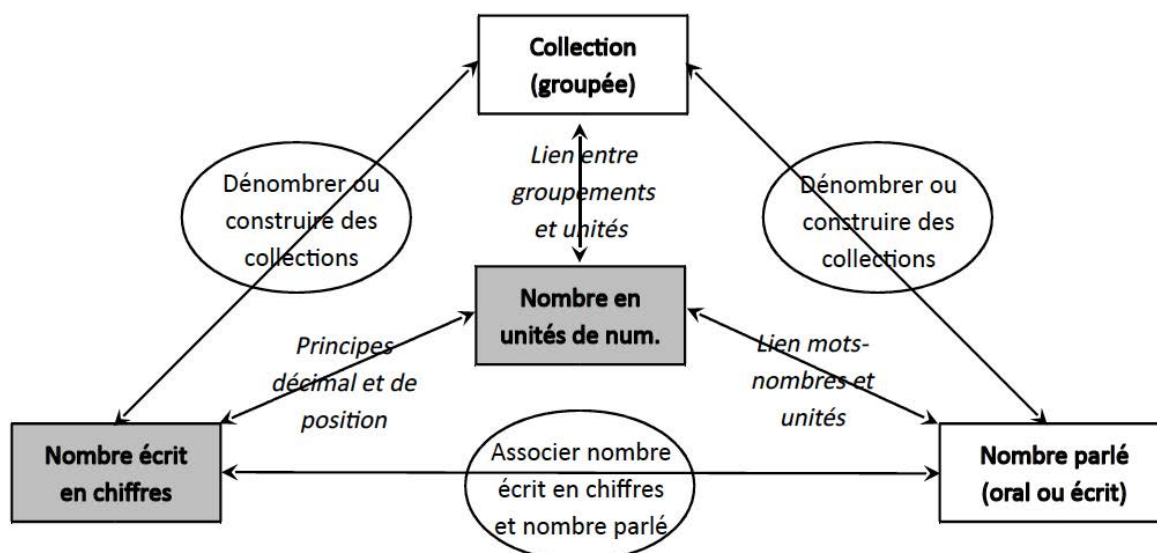 Collection
(groupée)
Lien entre
groupements
et unités
Dénombrer ou
construire des
collections
Dénombrer ou
construire des
collections
Nombre en
unités de num.
Principes
décimal et de
position
Lien mots-
nombres et
unités
Nombre écrit
en chiffres
Associer nombre
écrit en chiffres
et nombre parlé
Nombre parlé
(oral ou écrit)